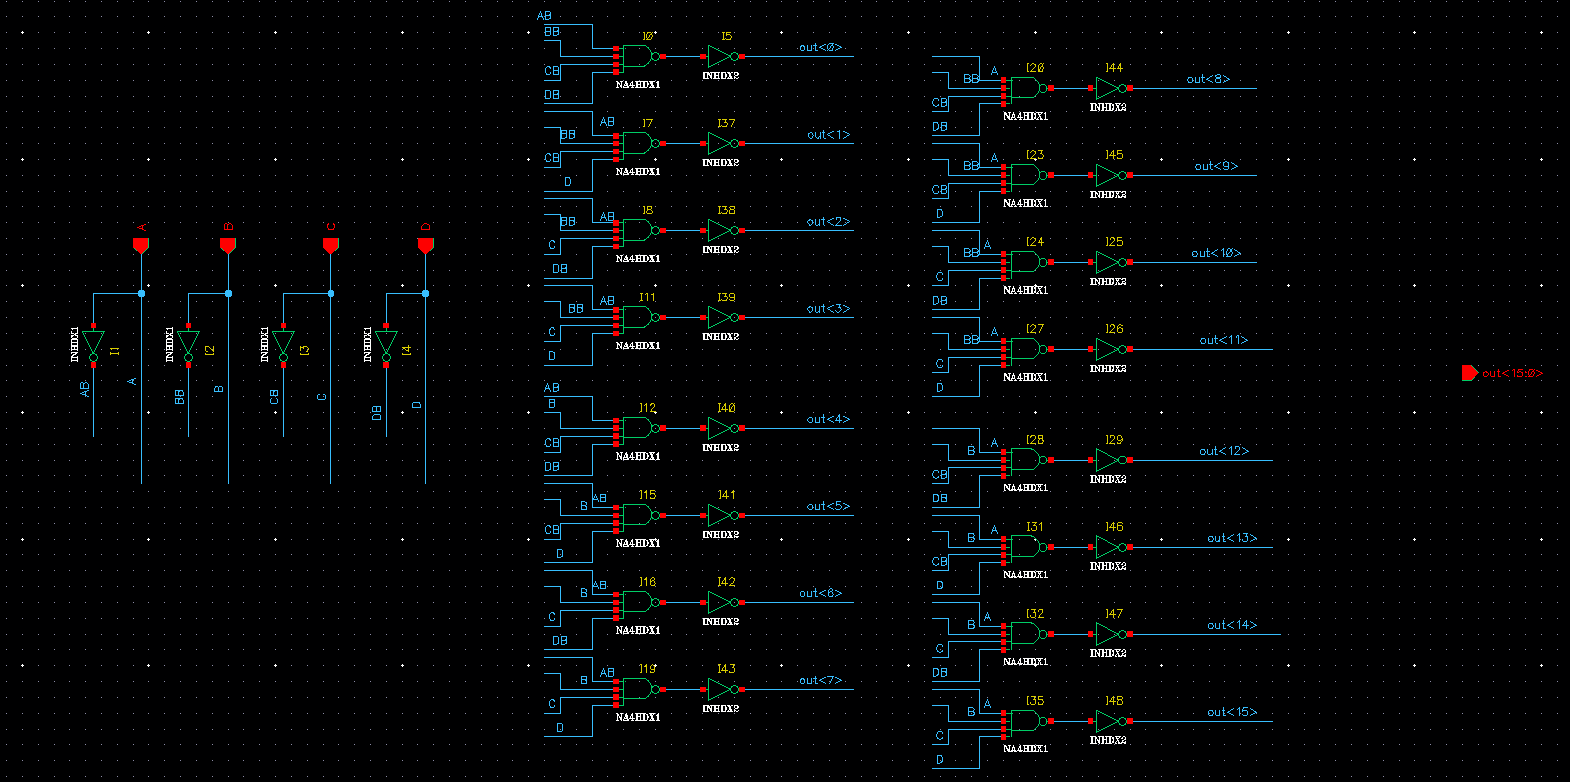 A
B
C
D
INHDX1
I1
INHDX1
I2
INHDX1
I3
INHDX1
I4
AB
A
BB
B
CB
C
DB
D
AB
BB
CB
DB
I0
NA4HDX1
I5
INHDX2
out<0>
AB
BB
CB
D
I7
NA4HDX1
I37
INHDX2
out<1>
AB
BB
C
DB
I8
NA4HDX1
I38
INHDX2
out<2>
AB
BB
C
D
I11
NA4HDX1
I39
INHDX2
out<3>
AB
B
CB
DB
I12
NA4HDX1
I40
INHDX2
out<4>
AB
B
CB
D
I15
NA4HDX1
I41
INHDX2
out<5>
AB
B
C
DB
I16
NA4HDX1
I42
INHDX2
out<6>
AB
B
C
D
I19
NA4HDX1
I43
INHDX2
out<7>
A
BB
CB
DB
I20
NA4HDX1
I44
INHDX2
out<8>
A
BB
CB
D
I23
NA4HDX1
I45
INHDX2
out<9>
A
BB
C
DB
I24
NA4HDX1
I25
INHDX2
out<10>
A
BB
C
D
I27
NA4HDX1
I26
INHDX2
out<11>
A
B
CB
DB
I28
NA4HDX1
I29
INHDX2
out<12>
A
B
CB
D
I31
NA4HDX1
I46
INHDX2
out<13>
A
B
C
DB
I32
NA4HDX1
I47
INHDX2
out<14>
A
B
C
D
I35
NA4HDX1
I48
INHDX2
out<15>
out<15:0>